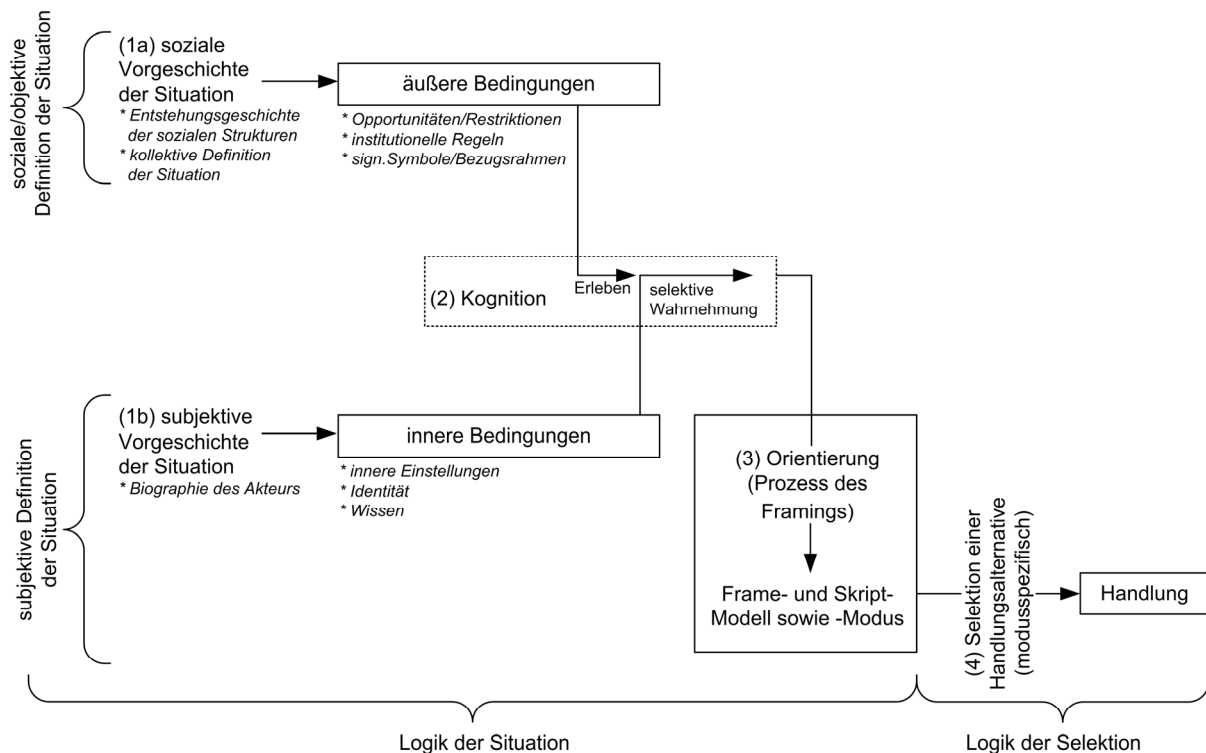 soziale/objektive
Definition der Situation
(1a) soziale
Vorgeschichte
der Situation
* Entstehungsgeschichte
der sozialen Strukturen
* kollektive Definition
der Situation
äußere Bedingungen
* Opportunitäten/Restriktionen
* institutionelle Regeln
* sign.Symbole/Bezugsrahmen
(2) Kognition
Erleben
selektive
Wahrnehmung
subjektive Definition
der Situation
(1b) subjektive
Vorgeschichte
der Situation
* Biographie des Akteurs
innere Bedingungen
* innere Einstellungen
* Identität
* Wissen
(3) Orientierung
(Prozess des
Framings)
Frame- und Skript-
Modell sowie -Modus
(4) Selektion einer
Handlungsalternative
(modusspezifisch)
Handlung
Logik der Situation
Logik der Selektion